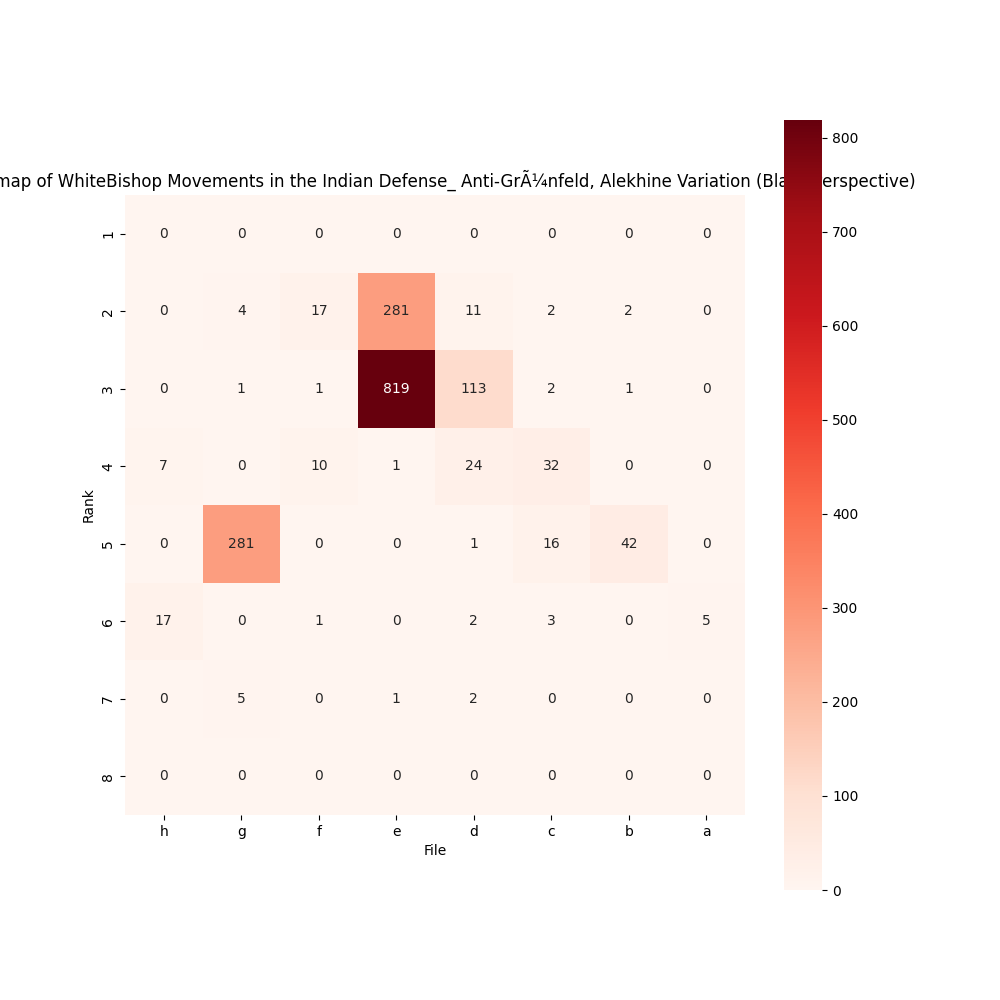 map of WhiteBishop Movements in the Indian Defense_ Anti-GrÃ¼nfeld, Alekhine Variation (Bla erspective)
800
700
600
500
400
300
200
100
0
Rank
1 0 0 0 0 0 0 0 0
2 0 4 17 281 11 2 2 0
3 0 1 1 819 113 2 1 0
4 7 0 10 1 24 32 0 0
5 0 281 0 0 1 16 42 0
6 17 0 1 0 2 3 0 5
7 0 5 0 1 2 0 0 0
8 0 0 0 0 0 0 0 0
h g f e d c b a
File